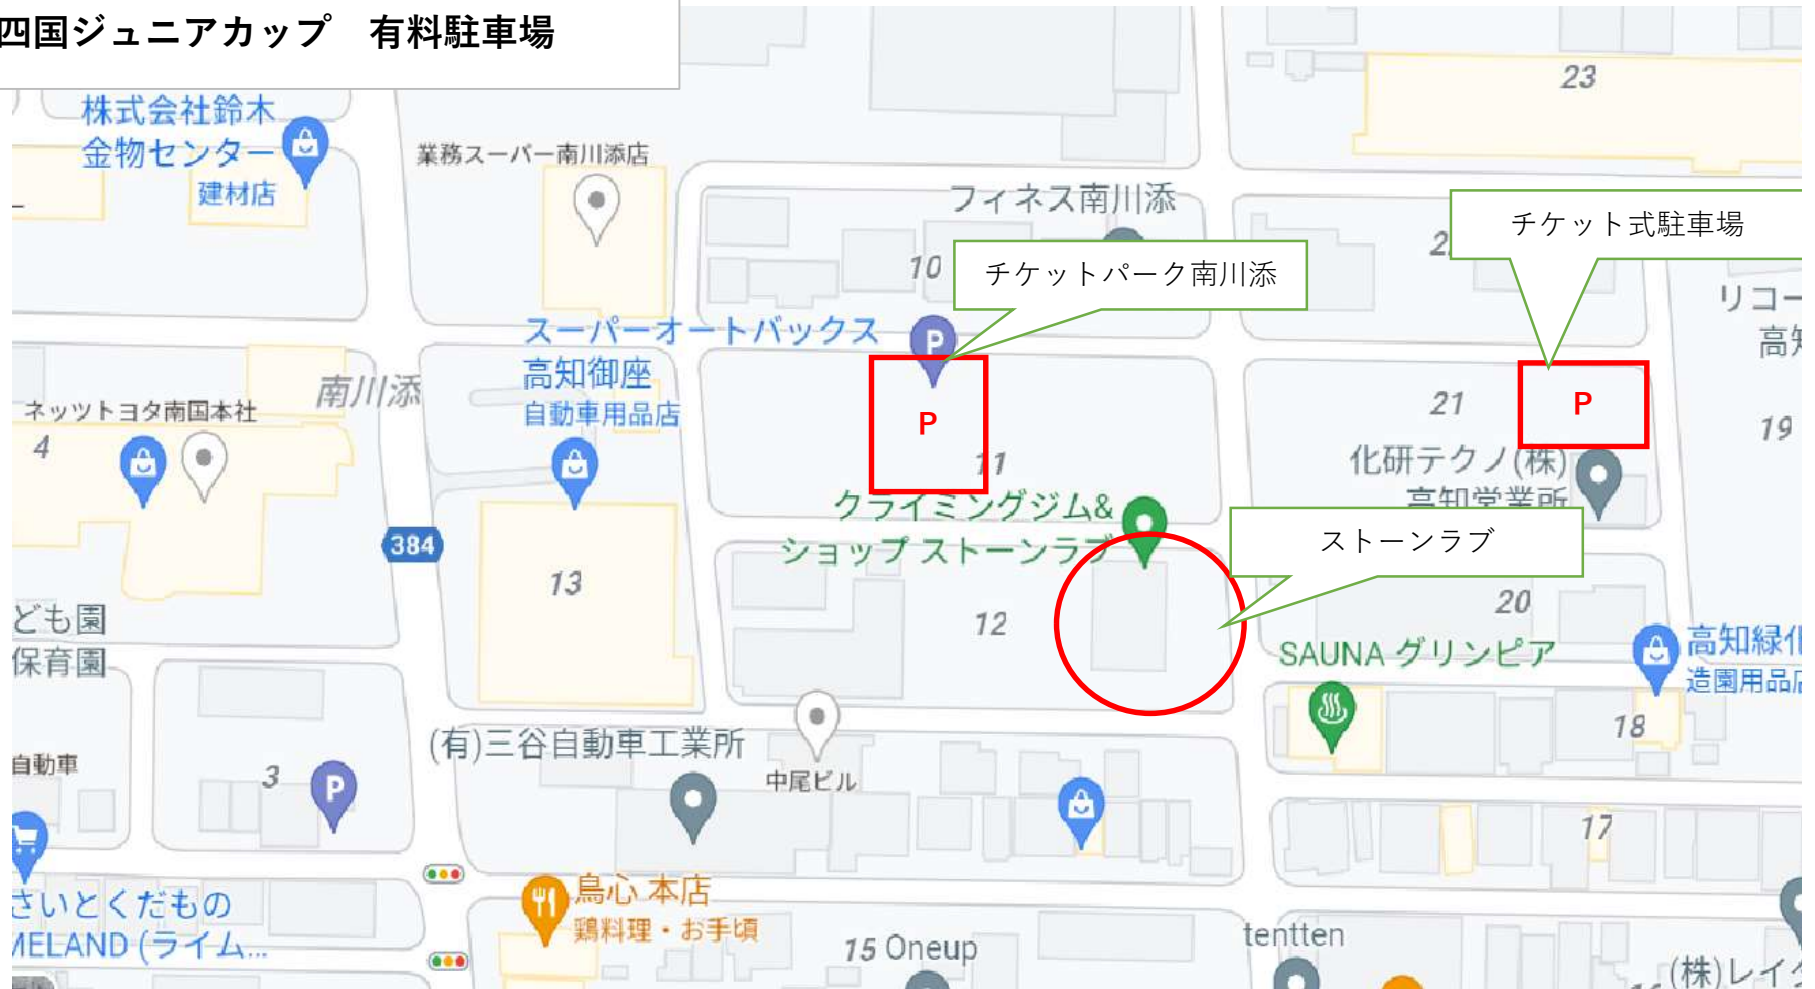 四国ジュニアカップ　有料駐車場
23
株式会社鈴木
金物センター
建材店
業務スーパー南川添店
フィネス南川添
チケット式駐車場
10
チケットパーク南川添
リコー
スーパーオートバックス
高知御座
自動車用品店
P
南川添
ネッツトヨタ南国本社
4
P
11
21
P
19
化研テクノ(株)
高知営業所
クライミングジム&
ショップ ストーンラブ
ストーンラブ
384
13
12
20
ども園
保育園
SAUNA グリンピア
高知緑化
造園用品店
18
(有)三谷自動車工業所
中尾ビル
自動車
3
P
17
さいとくだもの
MELAND (ライム...
鳥心 本店
鶏料理・お手頃
15
Oneup
tentten
(株)レイ